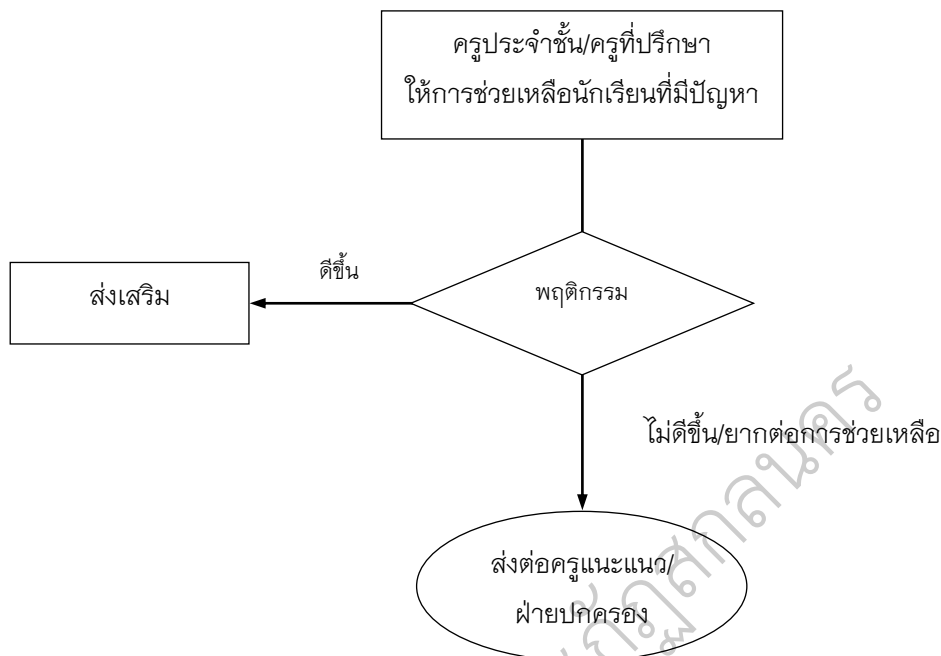 ครูประจำชั้น/ครูที่ปรึกษา
ให้การช่วยเหลือนักเรียนที่มีปัญหา
ดีขึ้น
ส่งเสริม
พฤติกรรม
ไม่ดีขึ้น/ยากต่อการช่วยเหลือ
ส่งต่อครูแนะแนว/
ฝ่ายปกครอง